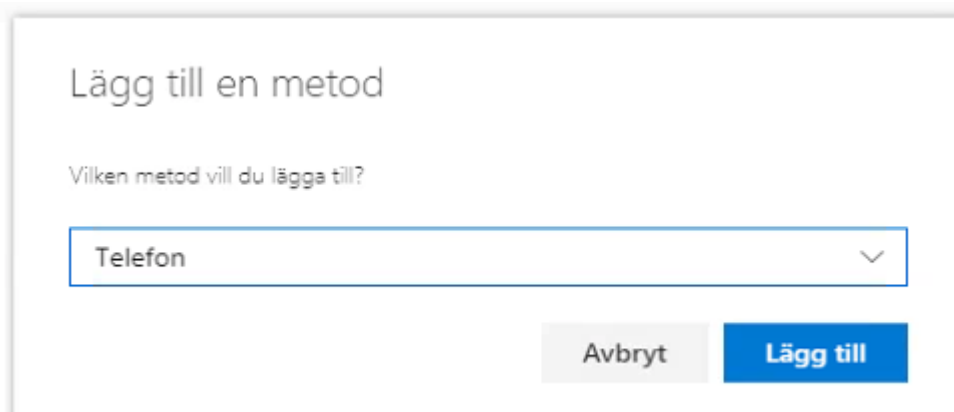 Lägg till en metod
Vilken metod vill du lägga till?
Telefon
Avbryt
Lägg till